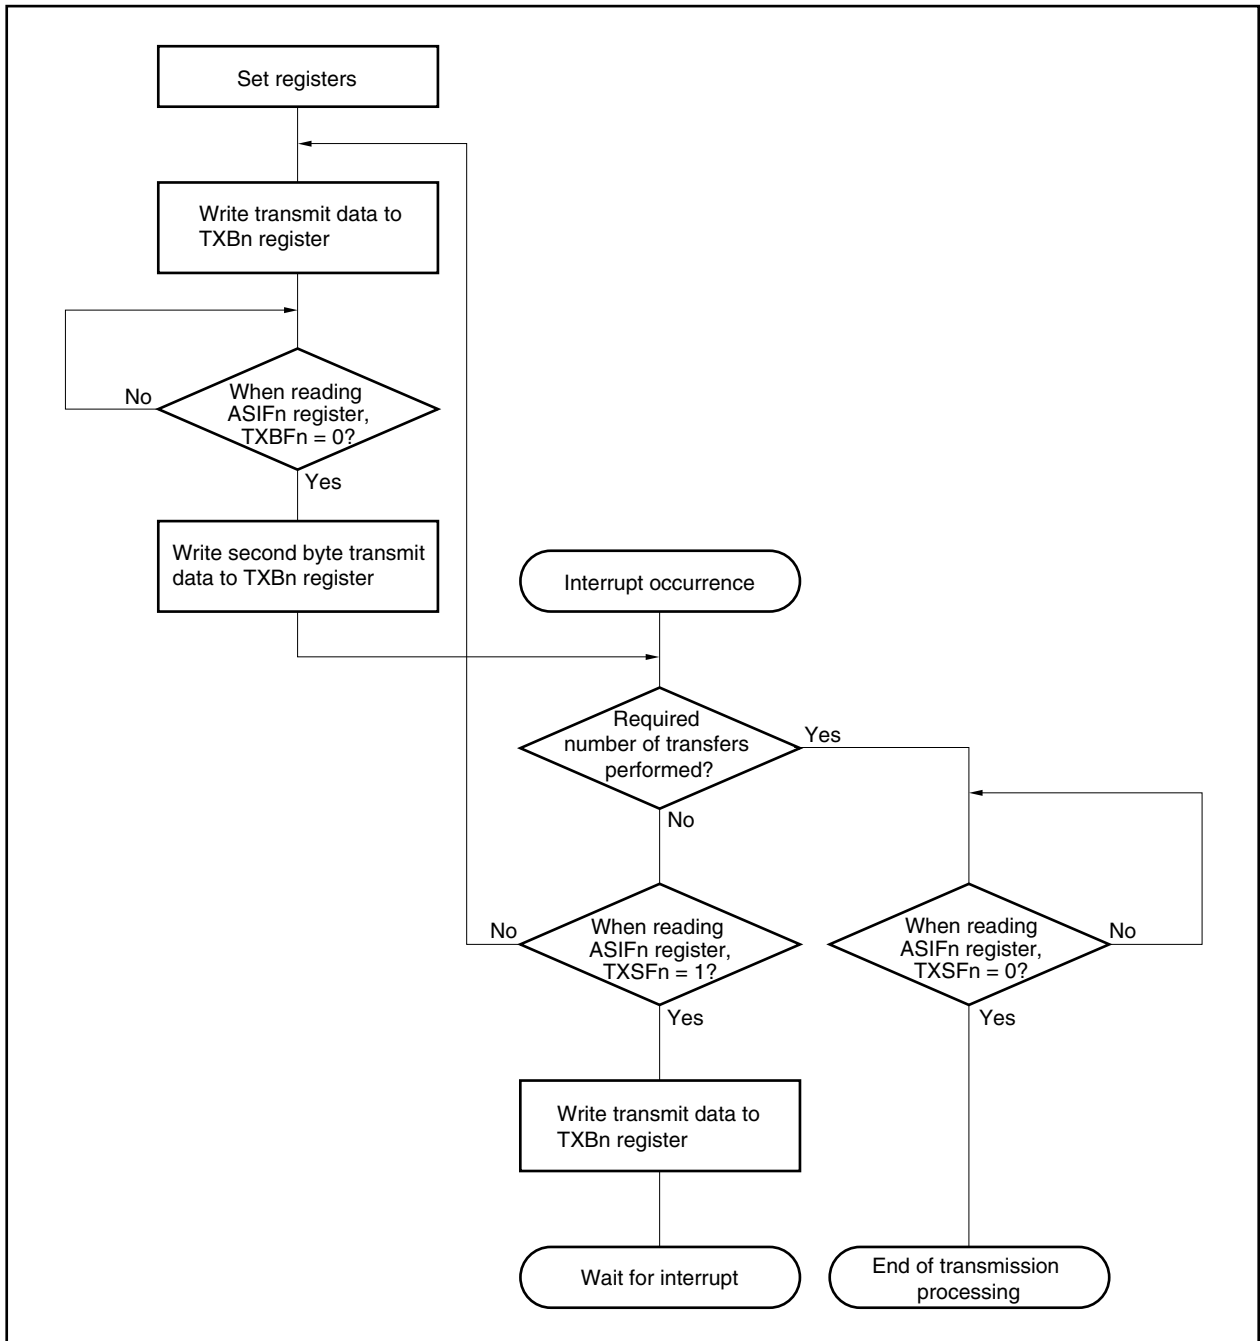 Set registers
Write transmit data to
TXBn register
No
When reading
ASIFn register,
TXBFn = 0?
Yes
Write second byte transmit
data to TXBn register
Interrupt occurrence
Required
number of transfers
performed?
Yes
No
No
When reading
ASIFn register,
TXSFn = 1?
Yes
When reading
ASIFn register,
TXSFn = 0?
No
Yes
Write transmit data to
TXBn register
Wait for interrupt
End of transmission
processing